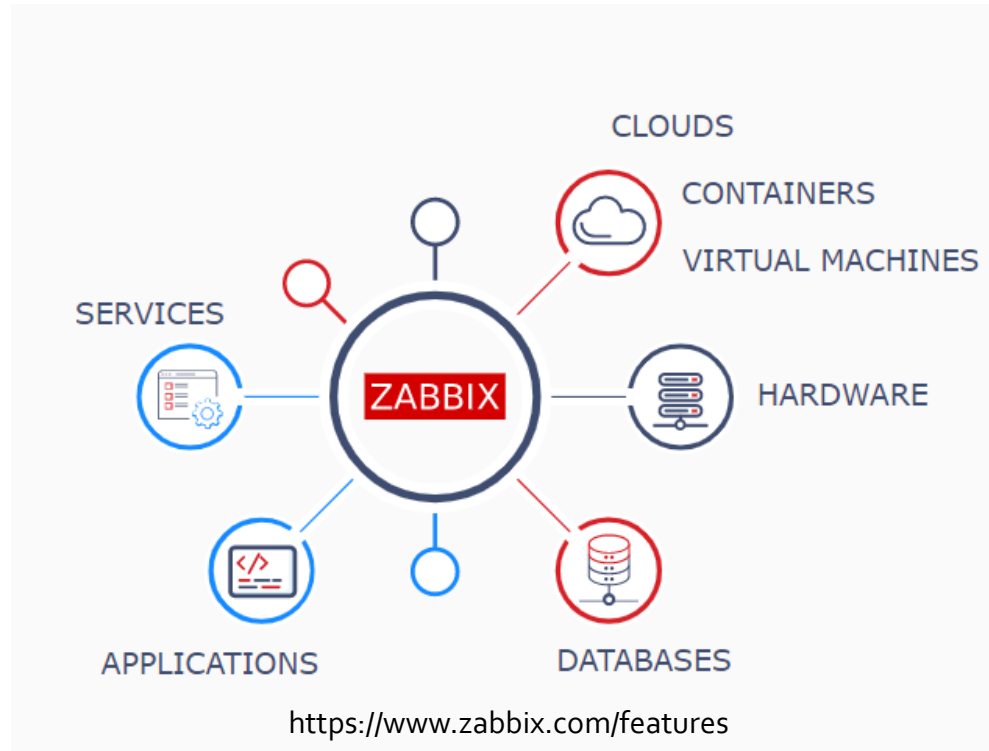 CLOUDS
CONTAINERS
VIRTUAL MACHINES
SERVICES
ZABBIX
HARDWARE
</>
APPLICATIONS
DATABASES
https://www.zabbix.com/features